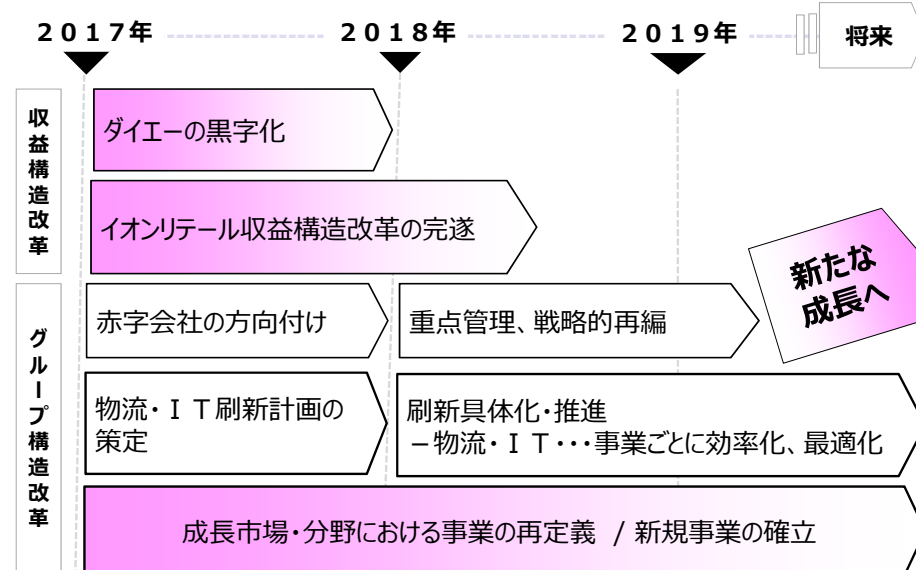 ２０１７年
２０１８年
２０１９年
将来
収益構造改革
ダイエーの黒字化
イオンリテール収益構造改革の完遂
新たな
成長へ
グループ構造改革
赤字会社の方向付け
重点管理、戦略的再編
物流・ＩＴ刷新計画の
策定
刷新具体化・推進
－物流・ＩＴ・・・事業ごとに効率化、最適化
成長市場・分野における事業の再定義 / 新規事業の確立